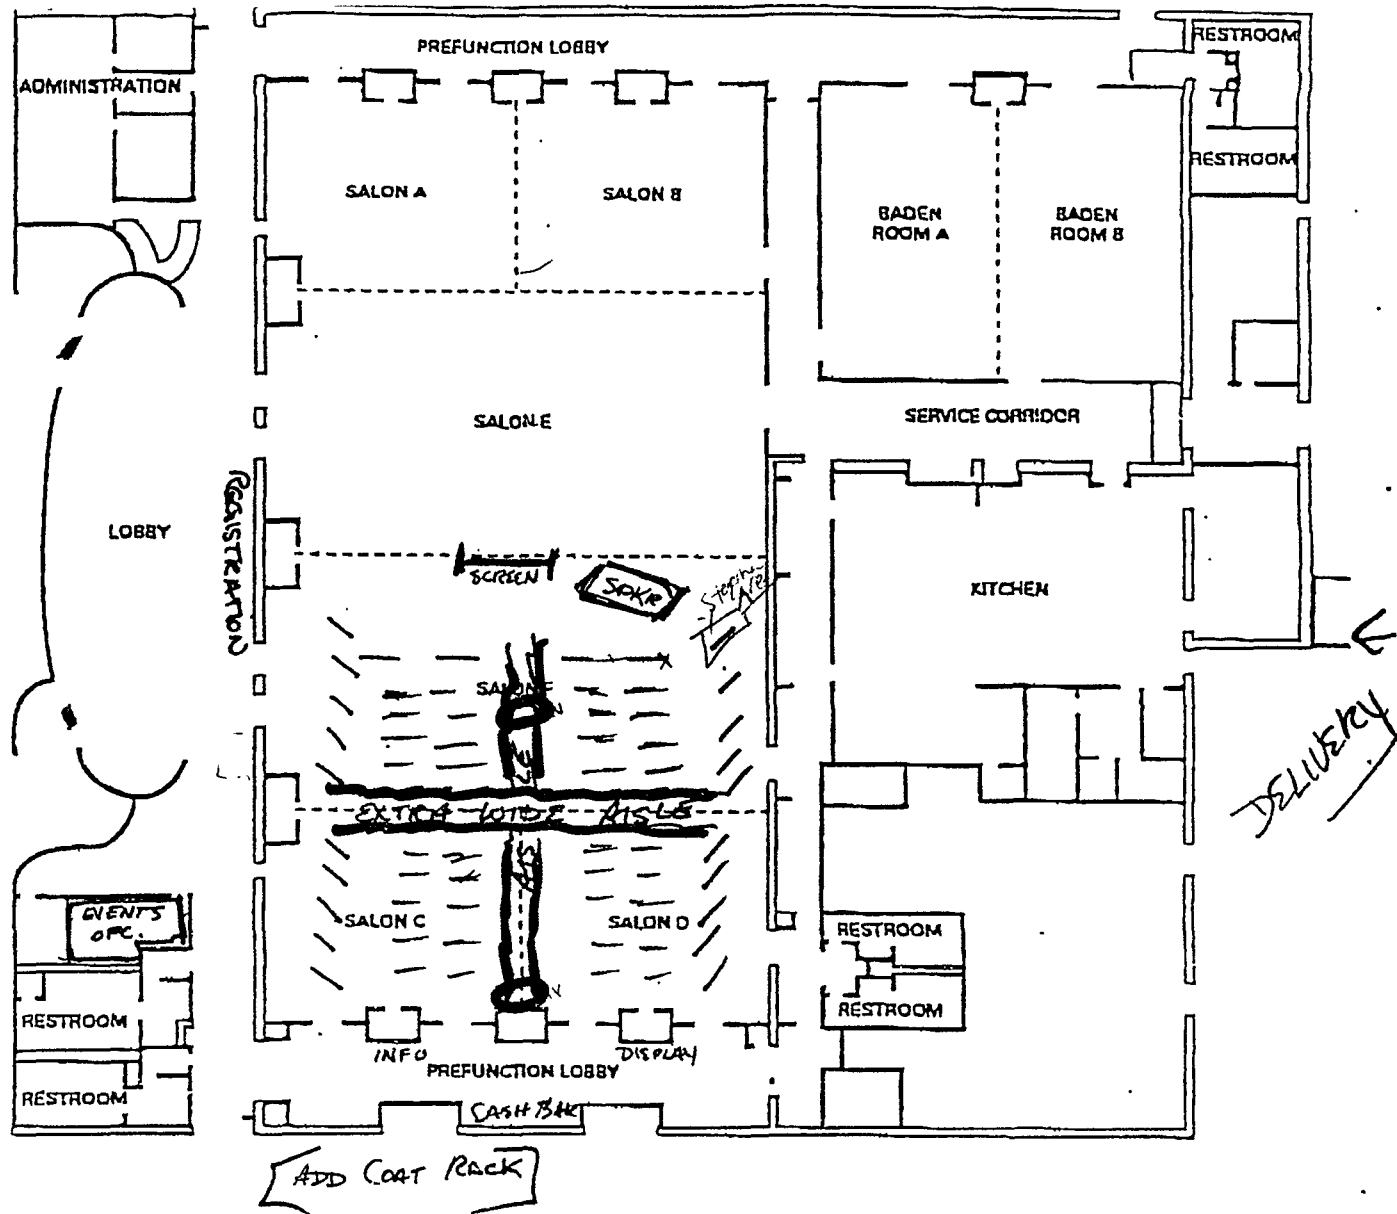 PREFUNCTION LOBBY
RESTROOM
ADMINISTRATION
RESTROOM
SALON A
SALON B
BADEN
ROOM A
BADEN
ROOM B
SALON E
SERVICE CORRIDOR
REGISTRATION
LOBBY
SCREEN
SPKR
KITCHEN
SALON F
DELIVERY
EXTRA WIDE AISLE
EVENTS
OFC.
SALON C
SALON D
RESTROOM
RESTROOM
RESTROOM
INFO
DISPLAY
PREFUNCTION LOBBY
RESTROOM
CASH BAR
ADD COAT RACK